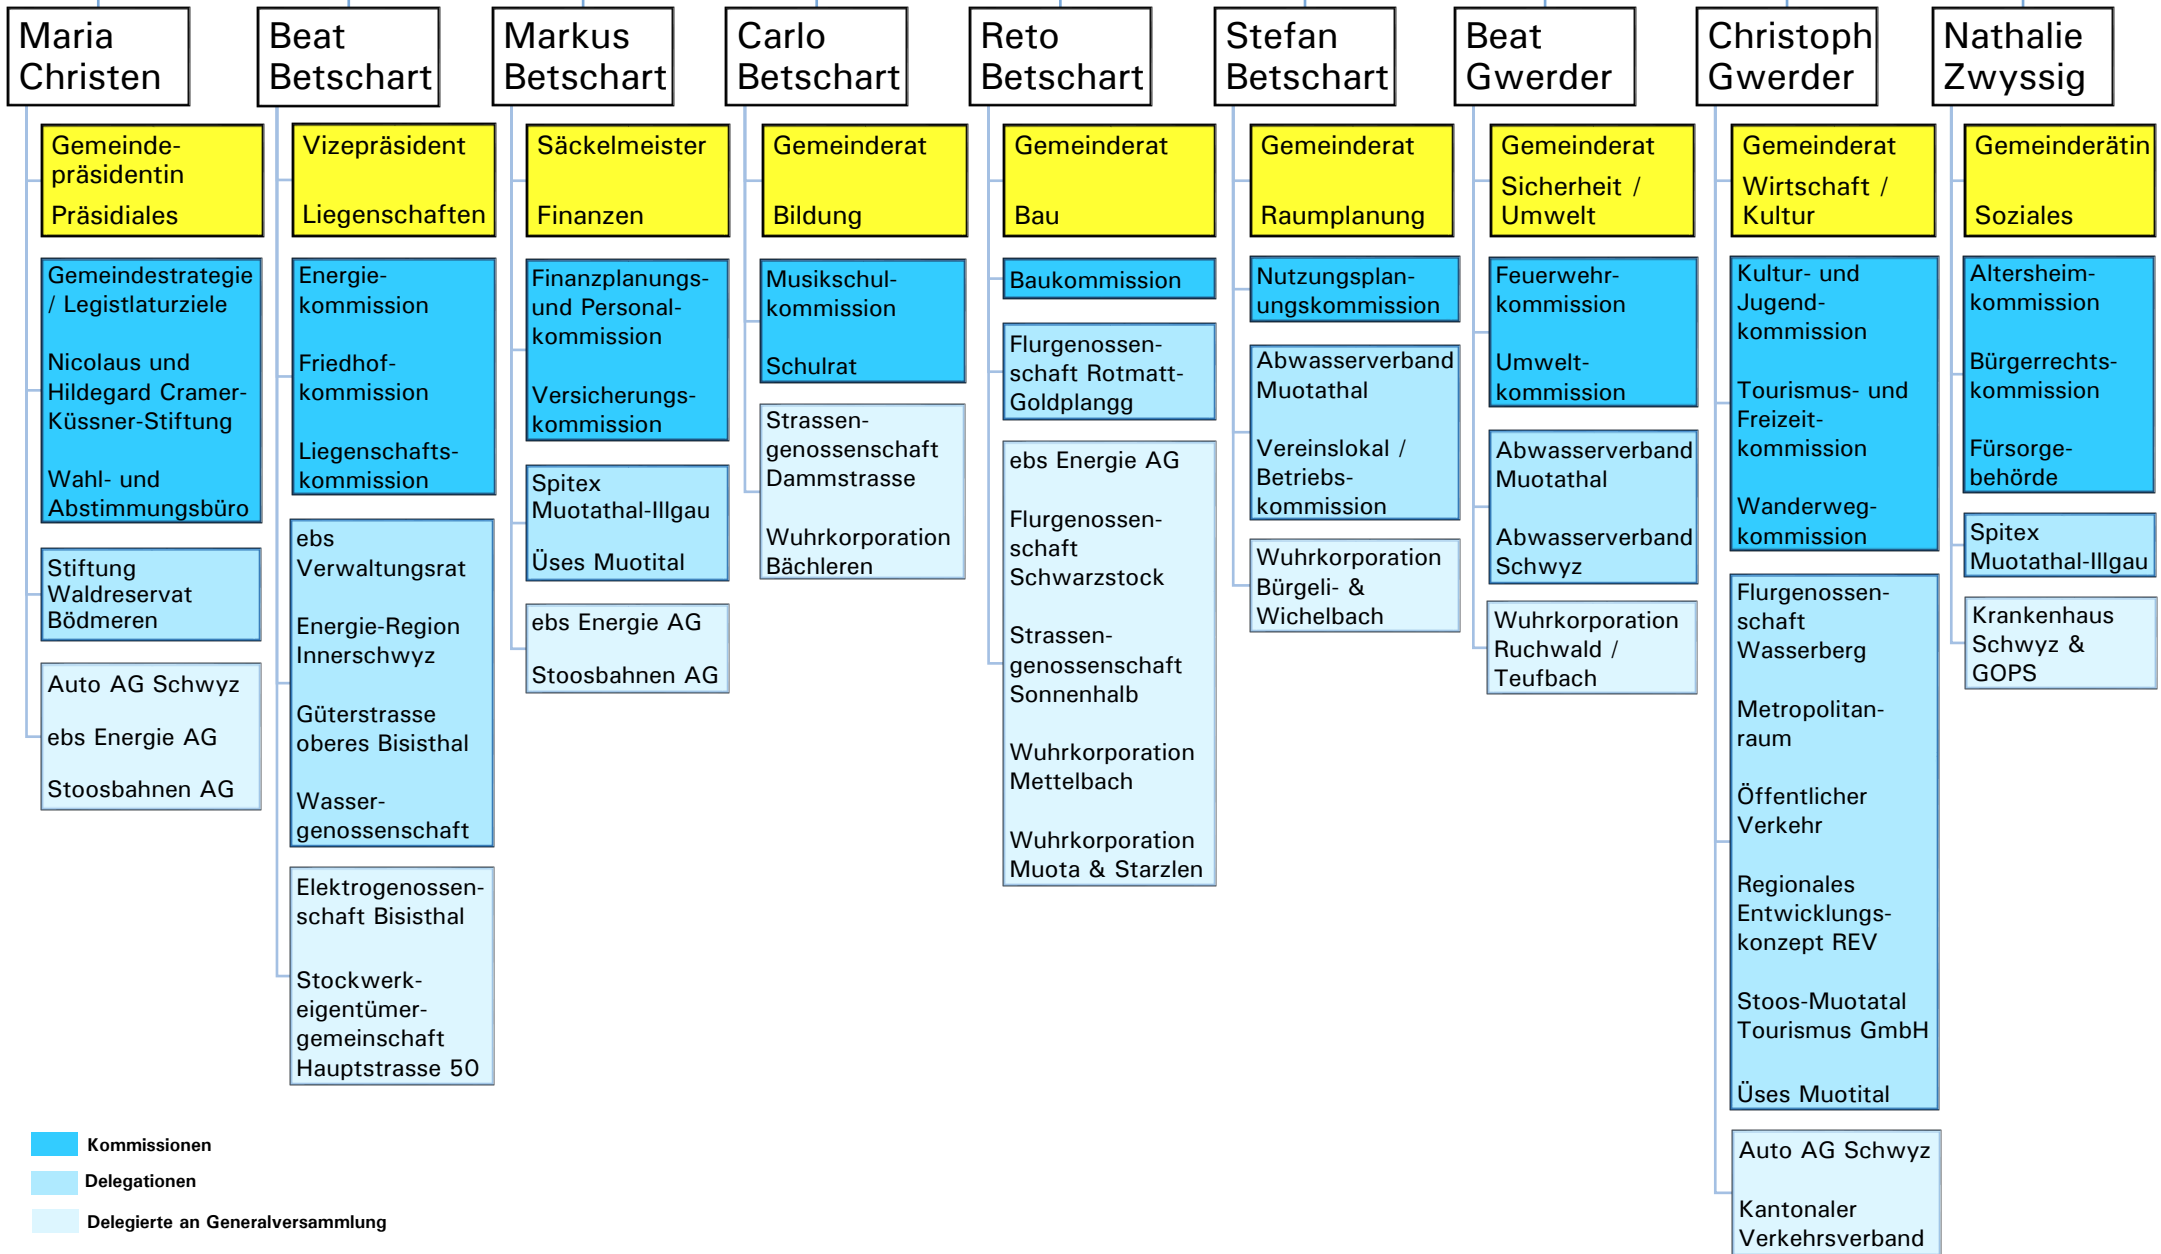 Maria
Christen
Gemeinde-
präsidentin
Präsidiales
Gemeindestrategie
/ Legistlaturziele
Nicolaus und
Hildegard Cramer-
Küssner-Stiftung
Wahl- und
Abstimmungsbüro
Stiftung
Waldreservat
Bödmeren
Auto AG Schwyz
ebs Energie AG
Stoosbahnen AG
Beat
Betschart
Vizepräsident
Liegenschaften
Energie-
kommission
Friedhof-
kommission
Liegenschafts-
kommission
ebs
Verwaltungsrat
Energie-Region
Innerschwyz
Güterstrasse
oberes Bisisthal
Wasser-
genossenschaft
Elektrogenossen-
schaft Bisisthal
Stockwerk-
eigentümer-
gemeinschaft
Hauptstrasse 50
Markus
Betschart
Säckelmeister
Finanzen
Finanzplanungs-
und Personal-
kommission
Versicherungs-
kommission
Spitex
Muotathal-Illgau
Üses Muotital
ebs Energie AG
Stoosbahnen AG
Carlo
Betschart
Gemeinderat
Bildung
Musikschul-
kommission
Schulrat
Strassen-
genossenschaft
Dammstrasse
Wuhrkorporation
Bächleren
Reto
Betschart
Gemeinderat
Bau
Baukommission
Flurgenossen-
schaft Rotmatt-
Goldplangg
ebs Energie AG
Flurgenossen-
schaft
Schwarzstock
Strassen-
genossenschaft
Sonnenhalb
Wuhrkorporation
Mettelbach
Wuhrkorporation
Muota & Starzlen
Stefan
Betschart
Gemeinderat
Raumplanung
Nutzungsplan-
ungskommission
Abwasserverband
Muotathal
Vereinslokal /
Betriebs-
kommission
Wuhrkorporation
Bürgeli- &
Wichelbach
Beat
Gwerder
Gemeinderat
Sicherheit /
Umwelt
Feuerwehr-
kommission
Umwelt-
kommission
Abwasserverband
Muotathal
Abwasserverband
Schwyz
Wuhrkorporation
Ruchwald /
Teufbach
Christoph
Gwerder
Gemeinderat
Wirtschaft /
Kultur
Kultur- und
Jugend-
kommission
Tourismus- und
Freizeit-
kommission
Wanderweg-
kommission
Flurgenossen-
schaft
Wasserberg
Metropolitan-
raum
Öffentlicher
Verkehr
Regionales
Entwicklungs-
konzept REV
Stoos-Muotatal
Tourismus GmbH
Üses Muotital
Auto AG Schwyz
Kantonaler
Verkehrsverband
Nathalie
Zwyssig
Gemeinderätin
Soziales
Altersheim-
kommission
Bürgerrechts-
kommission
Fürsorge-
behörde
Spitex
Muotathal-Illgau
Krankenhaus
Schwyz &
GOPS
Kommissionen
Delegationen
Delegierte an Generalversammlung